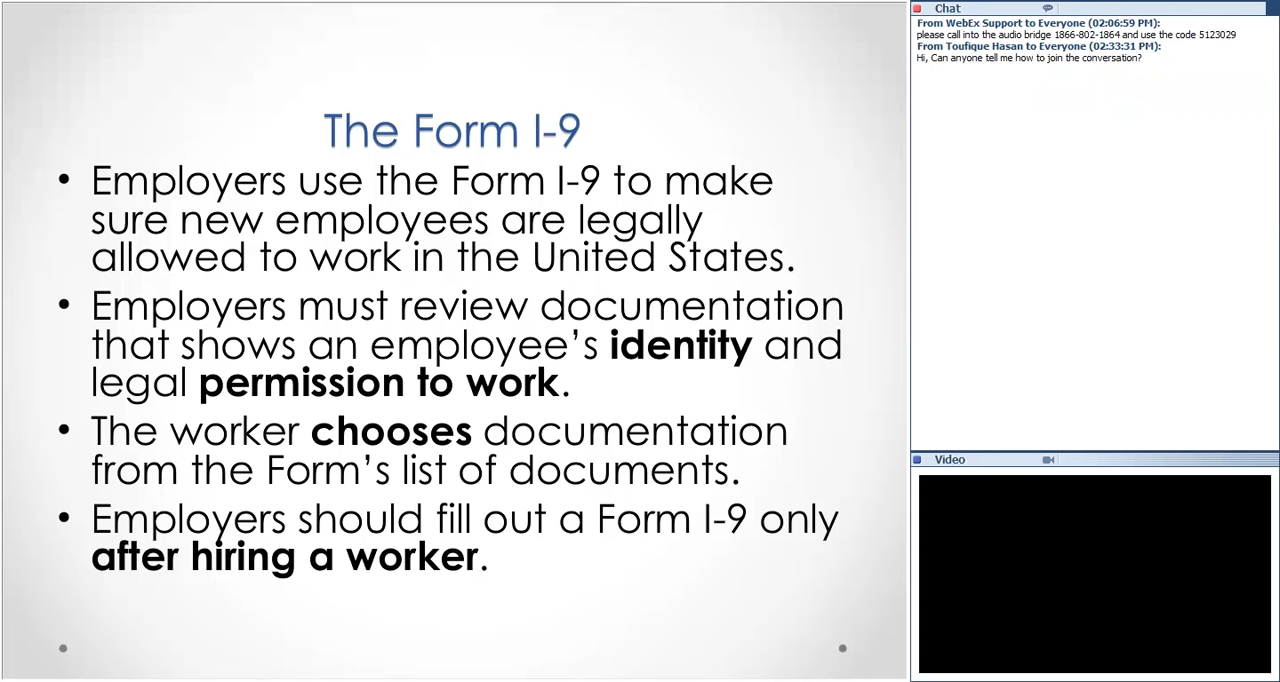 The Form I-9
• Employers use the Form I-9 to make
sure new employees are legally
allowed to work in the United States.
• Employers must review documentation
that shows an employee’s identity and
legal permission to work.
• The worker chooses documentation
from the Form’s list of documents.
• Employers should fill out a Form I-9 only
after hiring a worker.
Chat
From WebEx Support to Everyone (02:06:59 PM):
please call into the audio bridge 1866-802-1864 and use the code 5123029
From Toufique Hasan to Everyone (02:33:31 PM):
Hi, Can anyone tell me how to join the conversation?
Video